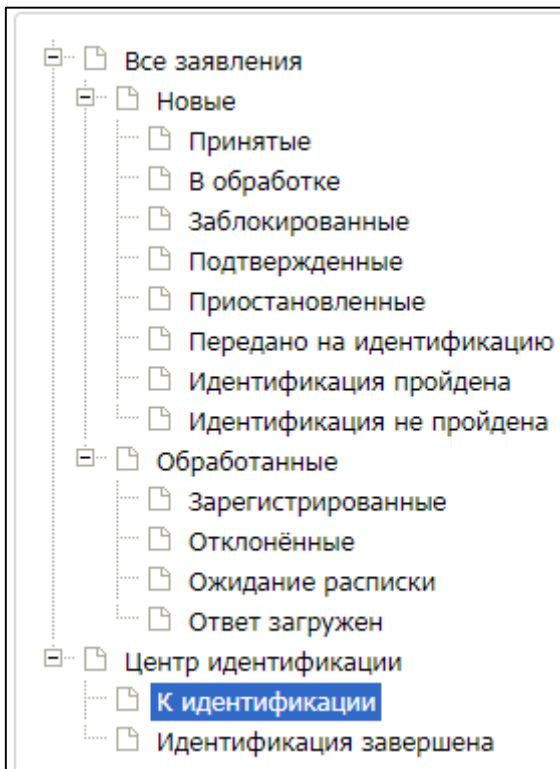 Все заявления
Новые
Принятые
В обработке
Заблокированные
Подтвержденные
Приостановленные
Передано на идентификацию
Идентификация пройдена
Идентификация не пройдена
Обработанные
Зарегистрированные
Отклонённые
Ожидание расписки
Ответ загружен
Центр идентификации
К идентификации
Идентификация завершена